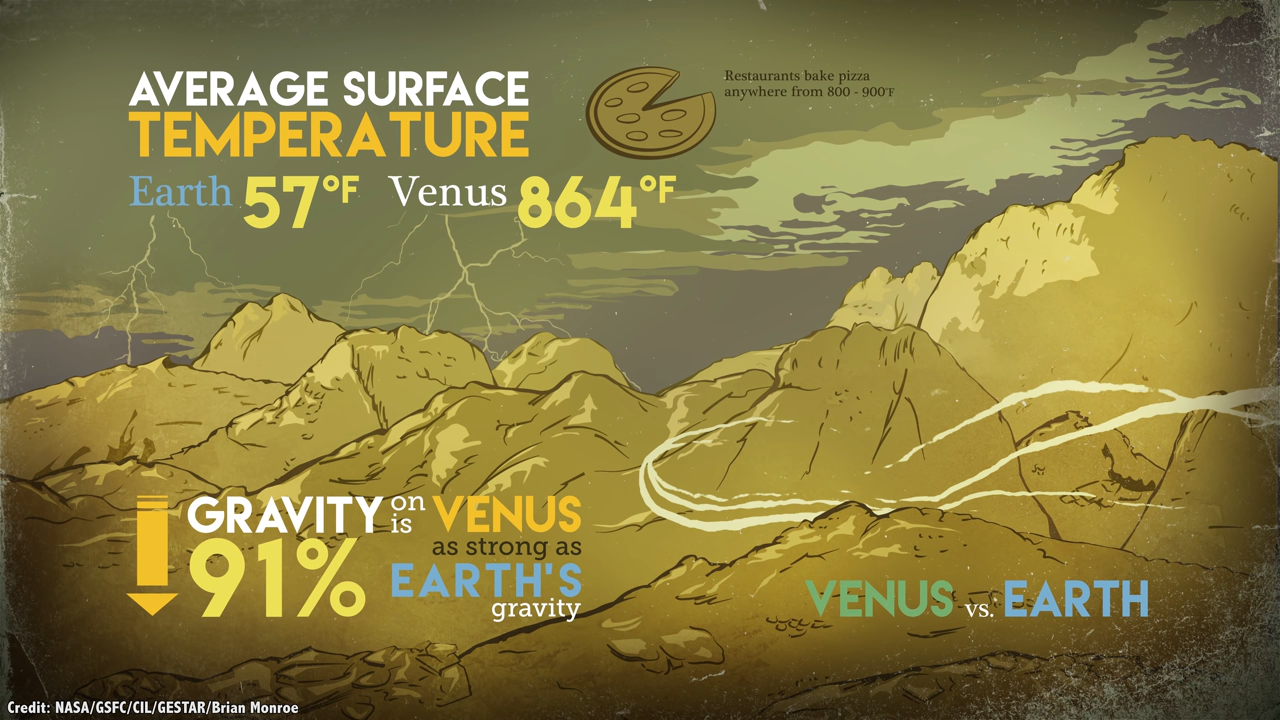 AVERAGE SURFACE
TEMPERATURE
Earth 57°F Venus 864°F
Restaurants bake pizza
anywhere from 800 - 900°F
GRAVITY on is VENUS
91% as strong as
EARTH'S
gravity
VENUS vs. EARTH
Credit: NASA/GSFC/CIL/GESTAR/Brian Monroe